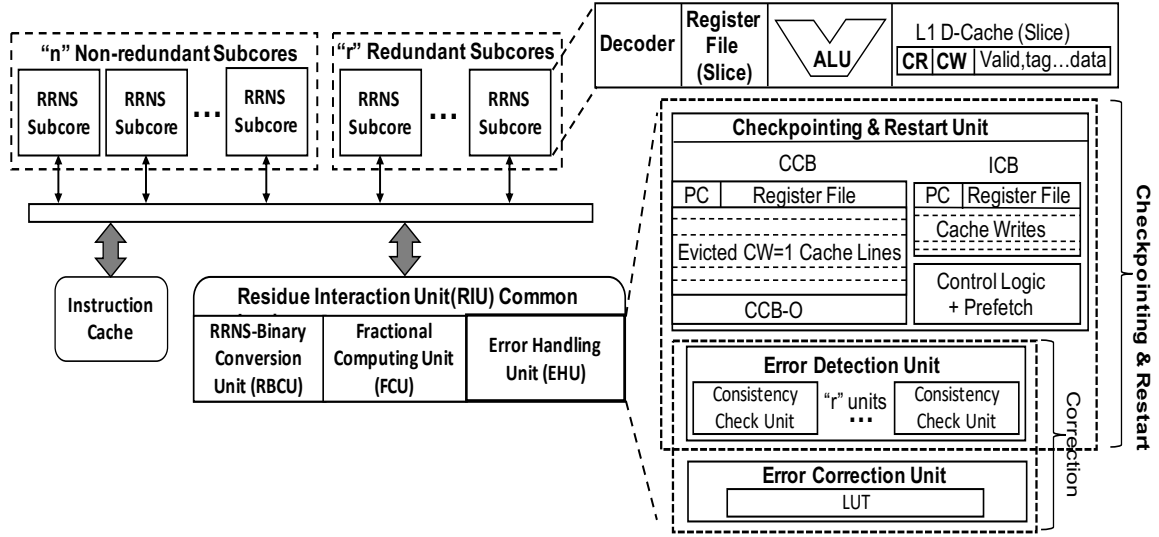 “n” Non-redundant Subcores
RRNS
Subcore
RRNS
Subcore
...
RRNS
Subcore
“r” Redundant Subcores
RRNS
Subcore
...
RRNS
Subcore
Decoder
Register
File
(Slice)
ALU
L1 D-Cache (Slice)
CR
CW
Valid,tag...data
Instruction
Cache
Residue Interaction Unit(RIU) Common
RRNS-Binary
Conversion
Unit (RBCU)
Fractional
Computing Unit
(FCU)
Error Handling
Unit (EHU)
Checkpointing & Restart Unit
CCB
PC
Register File
Evicted CW=1 Cache Lines
CCB-O
ICB
PC
Register File
Cache Writes
Control Logic
+ Prefetch
Error Detection Unit
Consistency
Check Unit
“r” units
...
Consistency
Check Unit
Error Correction Unit
LUT
Correction
Checkpointing & Restart